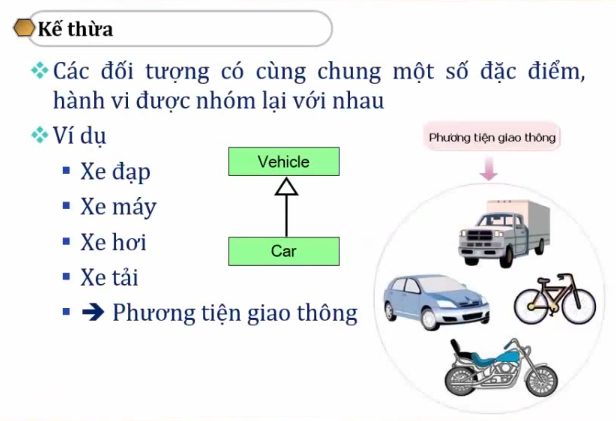 Kế thừa
Các đối tượng có cùng chung một số đặc điểm,
hành vi được nhóm lại với nhau
Ví dụ
Xe đạp
Xe máy
Xe hơi
Xe tải
➔ Phương tiện giao thông
Vehicle
Car
Phương tiện giao thông